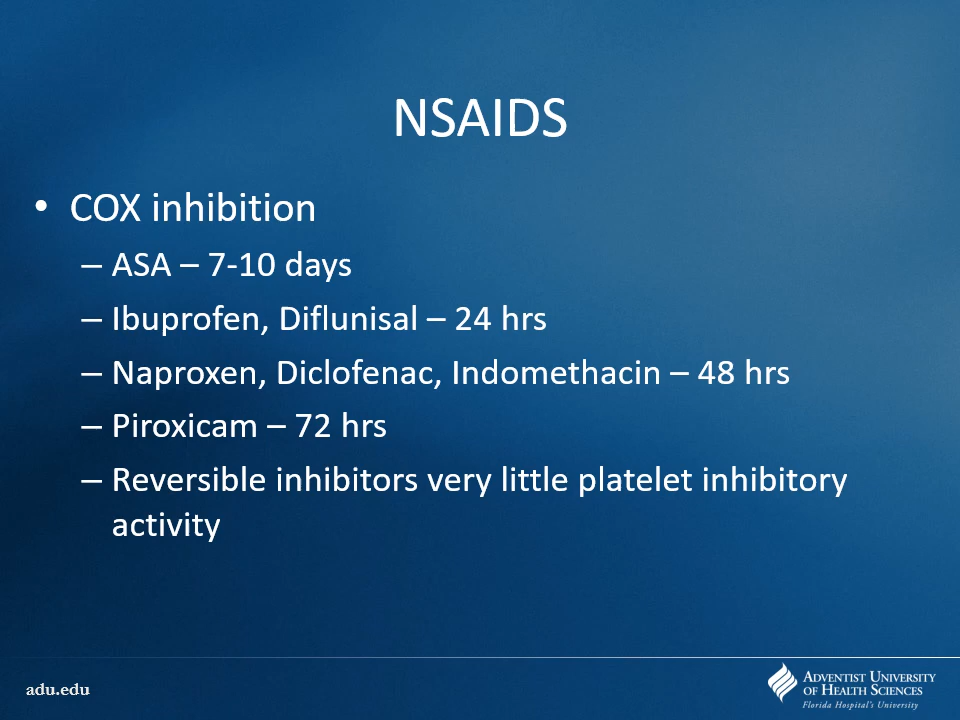 NSAIDS
• COX inhibition
– ASA – 7-10 days
– Ibuprofen, Diflunisal – 24 hrs
– Naproxen, Diclofenac, Indomethacin – 48 hrs
– Piroxicam – 72 hrs
– Reversible inhibitors very little platelet inhibitory
activity
adu.edu
ADVENTIST UNIVERSITY
OF HEALTH SCIENCES
Florida Hospital's University